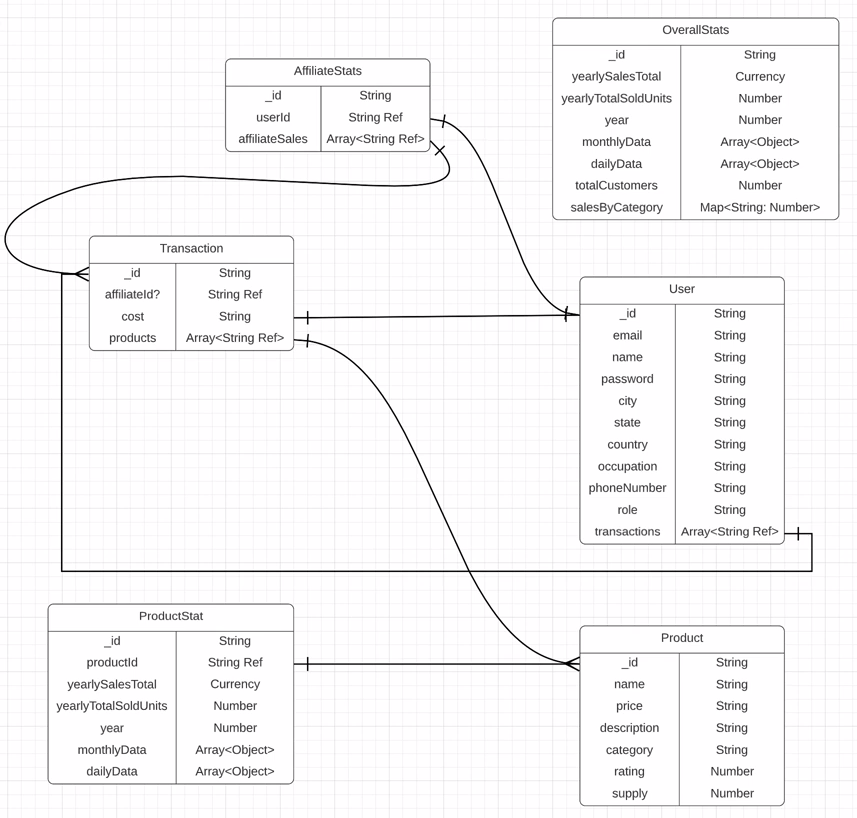 OverallStats
_id String
yearlySalesTotal Currency
yearlyTotalSoldUnits Number
year Number
monthlyData Array<Object>
dailyData Array<Object>
totalCustomers Number
salesByCategory Map<String: Number>
AffiliateStats
_id String
userId String Ref
affiliateSales Array<String Ref>
Transaction
_id String
affiliateId? String Ref
cost String
products Array<String Ref>
User
_id String
email String
name String
password String
city String
state String
country String
occupation String
phoneNumber String
role String
transactions Array<String Ref>
ProductStat
_id String
productId String Ref
yearlySalesTotal Currency
yearlyTotalSoldUnits Number
year Number
monthlyData Array<Object>
dailyData Array<Object>
Product
_id String
name String
price String
description String
category String
rating Number
supply Number